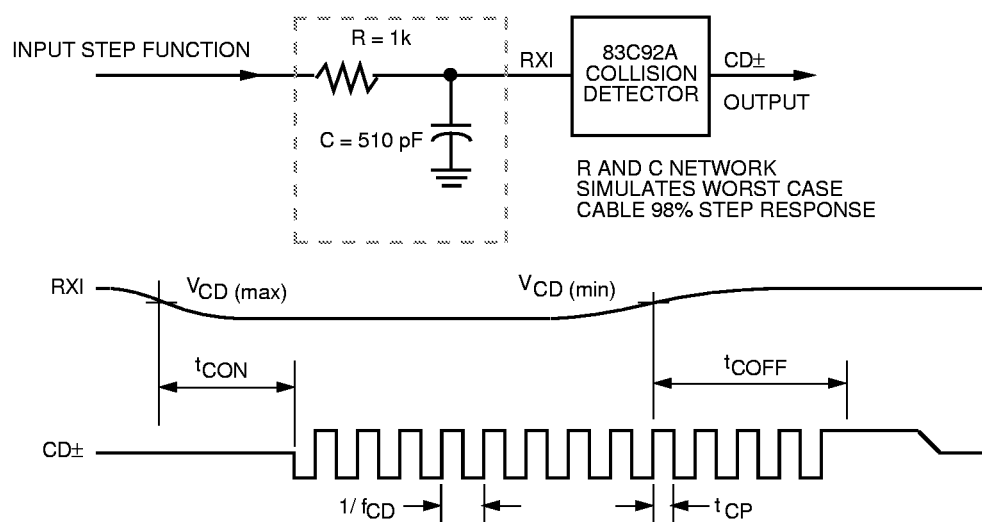 INPUT STEP FUNCTION
R = 1k
C = 510 pF
RXI
83C92A
COLLISION
DETECTOR
CD±
OUTPUT
R AND C NETWORK
SIMULATES WORST CASE
CABLE 98% STEP RESPONSE
RXI
VCD (max)
VCD (min)
tCON
tCOFF
CD±
1/ fCD
tCP